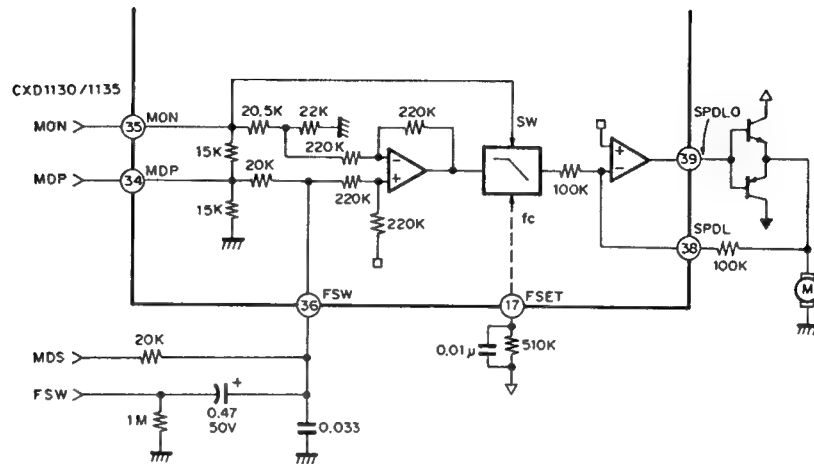 CXD1130/1135
MON
35
MON
20.5K
22K
220K
SW
15K
220K
MDP
34
MDP
20K
15K
220K
220K
100K
fc
39
SPDLO
SPDL
38
100K
M
36
FSW
17
FSET
0.01μ
510K
MDS
20K
FSW
1M
0.47
50V
0.033
+
-
+
+
-